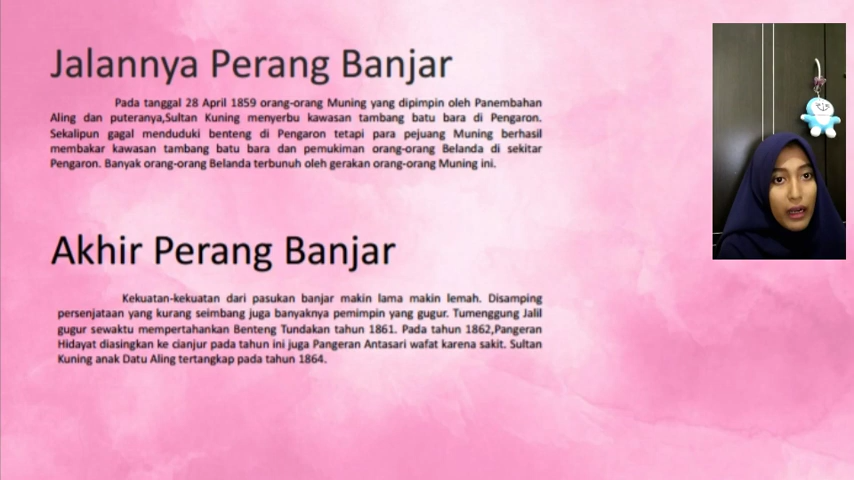 Jalannya Perang Banjar
Pada tanggal 28 April 1859 orang-orang Muning yang dipimpin oleh Panembahan
Aling dan puteranya,Sultan Kuning menyerbu kawasan tambang batu bara di Pengaron.
Sekalipun gagal menduduki benteng di Pengaron tetapi para pejuang Muning berhasil
membakar kawasan tambang batu bara dan pemukiman orang-orang Belanda di sekitar
Pengaron. Banyak orang-orang Belanda terbunuh oleh gerakan orang-orang Muning ini.
Akhir Perang Banjar
Kekuatan-kekuatan dari pasukan banjar makin lama makin lemah. Disamping
persenjataan yang kurang seimbang juga banyaknya pemimpin yang gugur. Tumenggung Jalil
gugur sewaktu mempertahankan Benteng Tundakan tahun 1861. Pada tahun 1862,Pangeran
Hidayat diasingkan ke cianjur pada tahun ini juga Pangeran Antasari wafat karena sakit. Sultan
Kuning anak Datu Aling tertangkap pada tahun 1864.